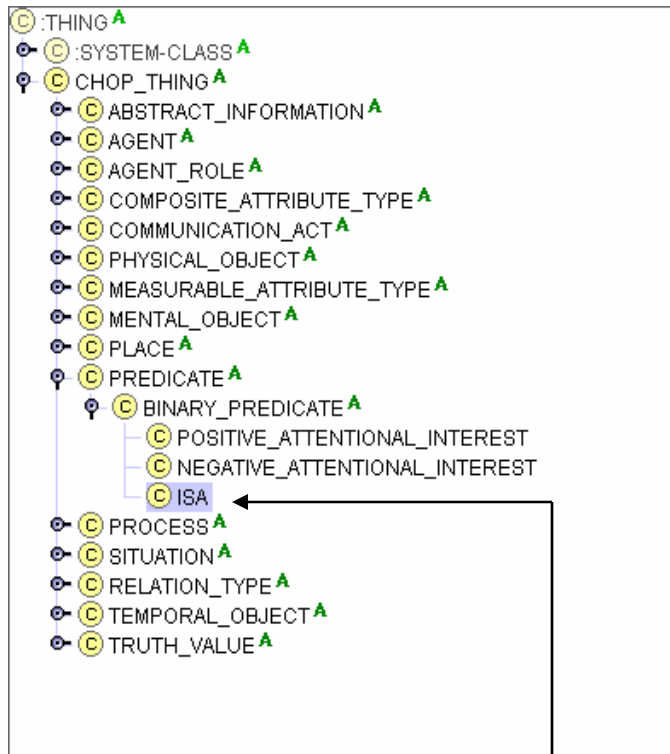 C :THING A
C :SYSTEM-CLASS A
C CHOP_THING A
C ABSTRACT_INFORMATION A
C AGENT A
C AGENT_ROLE A
C COMPOSITE_ATTRIBUTE_TYPE A
C COMMUNICATION_ACT A
C PHYSICAL_OBJECT A
C MEASURABLE_ATTRIBUTE_TYPE A
C MENTAL_OBJECT A
C PLACE A
C PREDICATE A
C BINARY_PREDICATE A
C POSITIVE_ATTENTIONAL_INTEREST
C NEGATIVE_ATTENTIONAL_INTEREST
C ISA
C PROCESS A
C SITUATION A
C RELATION_TYPE A
C TEMPORAL_OBJECT A
C TRUTH_VALUE A